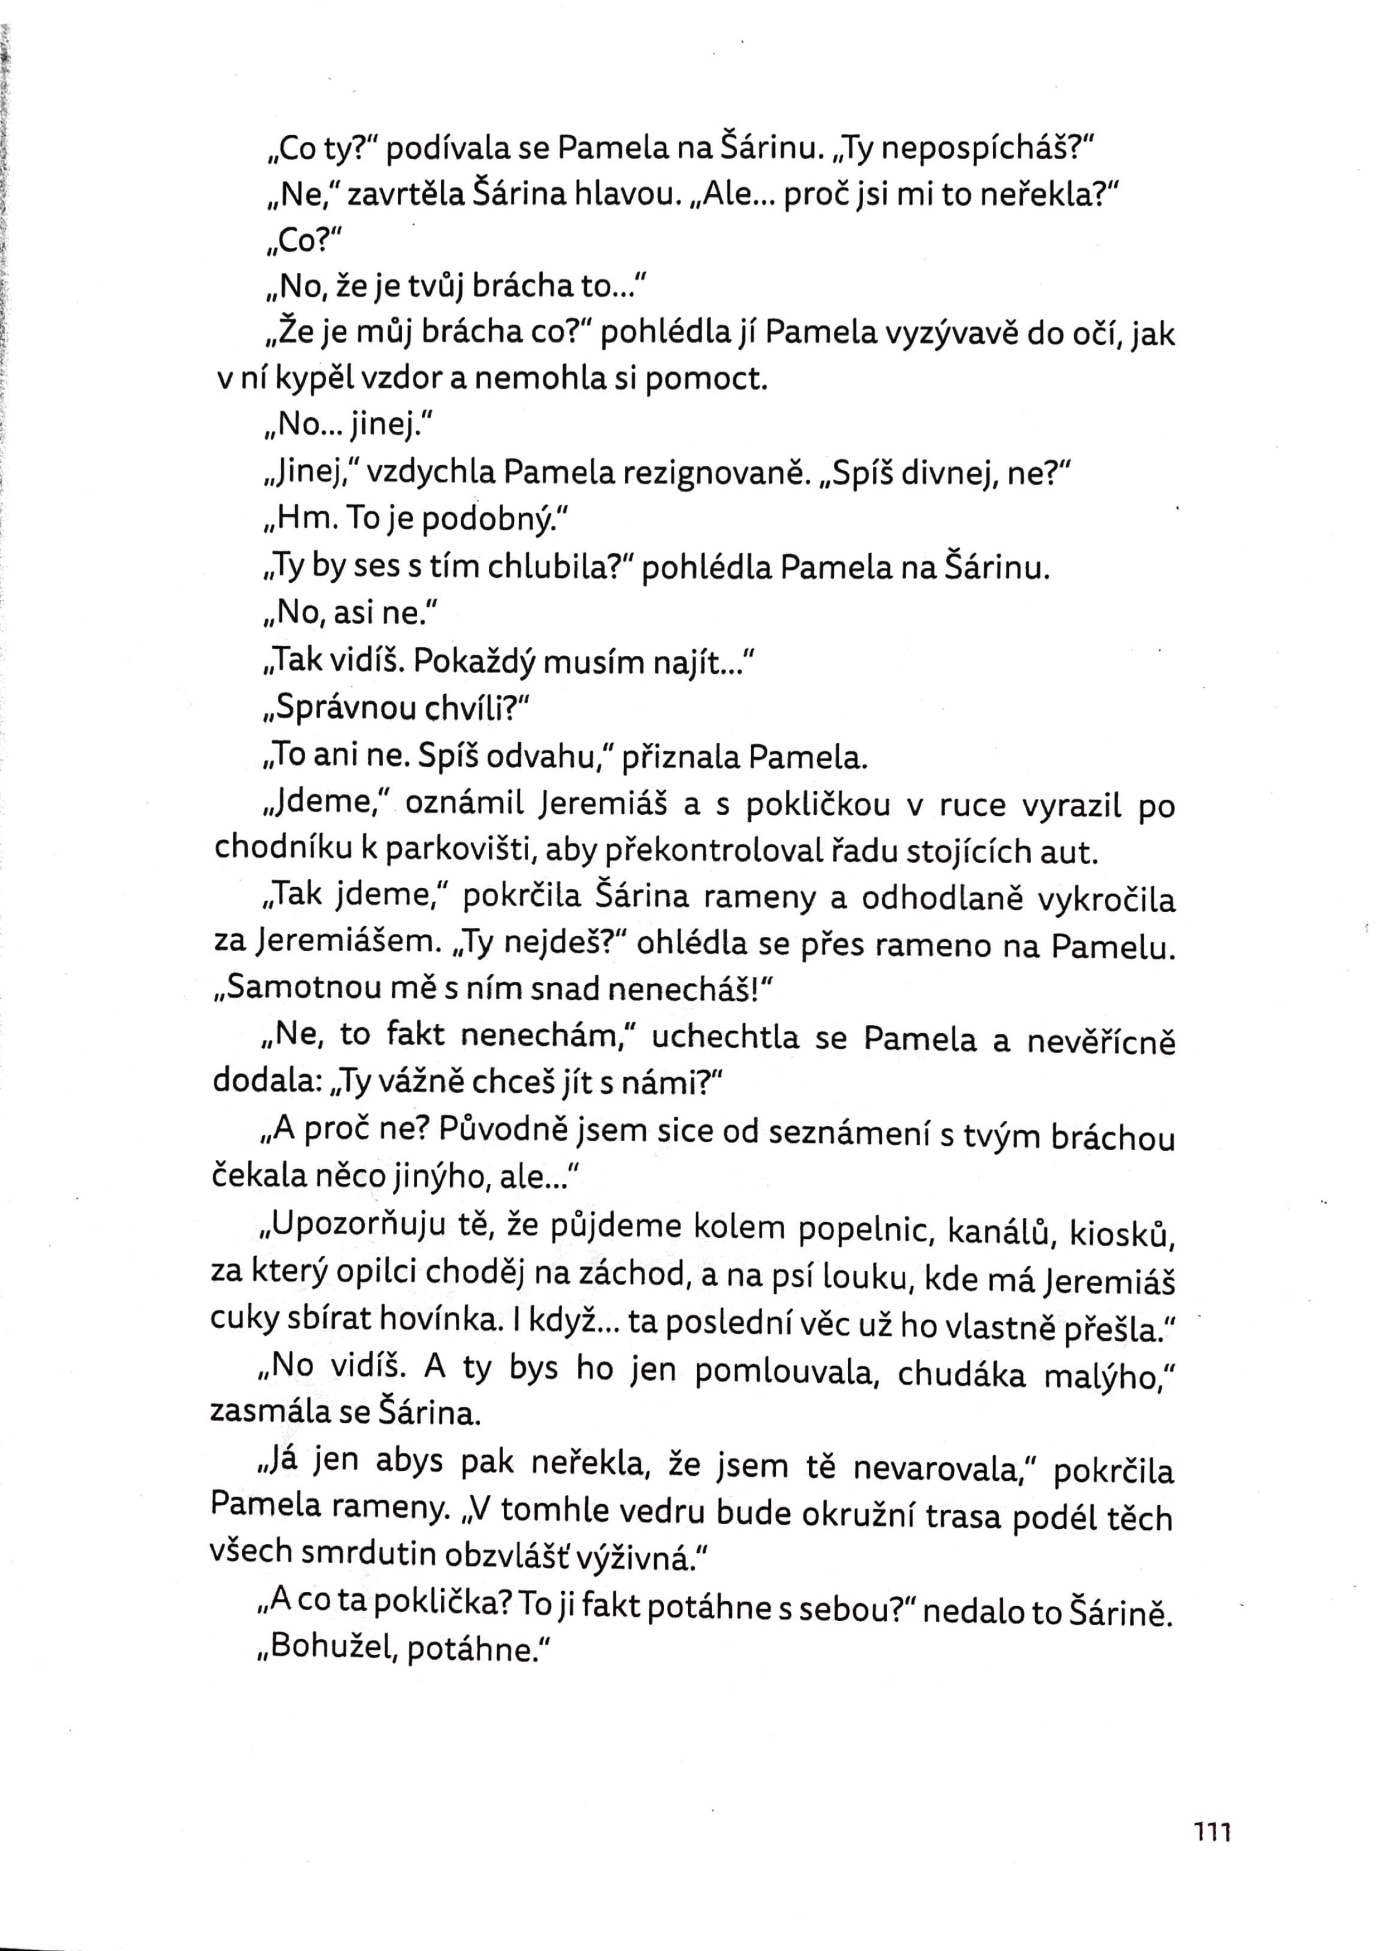 „Co ty?“ podívala se Pamela na Šárinu. „Ty nepospícháš?“
„Ne,“ zavrtěla Šárina hlavou. „Ale... proč jsi mi to neřekla?“
„Co?“
„No, že je tvůj brácha to...“
„Že je můj brácha co?“ pohlédla jí Pamela vyzývavě do očí, jak
v ní kypěl vzdor a nemohla si pomoct.
„No... jinej.“
„Jinej,“ vzdychla Pamela rezignovaně. „Spíš divnej, ne?“
„Hm. To je podobný.“
„Ty by ses s tím chlubila?“ pohlédla Pamela na Šárinu.
„No, asi ne.“
„Tak vidíš. Pokaždý musím najít...“
„Správnou chvíli?“
„To ani ne. Spíš odvahu,“ přiznala Pamela.
„Jdeme,“ oznámil Jeremiáš a s pokličkou v ruce vyrazil po
chodníku k parkovišti, aby překontroloval řadu stojících aut.
„Tak jdeme,“ pokrčila Šárina rameny a odhodlaně vykročila
za Jeremiášem. „Ty nejdeš?“ ohlédla se přes rameno na Pamelu.
„Samotnou mě s ním snad nenecháš!“
„Ne, to fakt nenechám,“ uchechtla se Pamela a nevěřícně
dodala: „Ty vážně chceš jít s námi?“
„A proč ne? Původně jsem sice od seznámení s tvým bráchou
čekala něco jinýho, ale...“
„Upozorňuju tě, že půjdeme kolem popelnic, kanálů, kiosků,
za který opilci choděj na záchod, a na psí louku, kde má Jeremiáš
cuky sbírat hovínka. I když... ta poslední věc už ho vlastně přešla.“
„No vidíš. A ty bys ho jen pomlouvala, chudáka malýho,“
zasmála se Šárina.
„Já jen abys pak neřekla, že jsem tě nevarovala,“ pokrčila
Pamela rameny. „V tomhle vedru bude okružní trasa podél těch
všech smrdutin obzvlášť výživná.“
„A co ta poklička? To ji fakt potáhne s sebou?“ nedalo to Šárině.
„Bohužel, potáhne.“
111